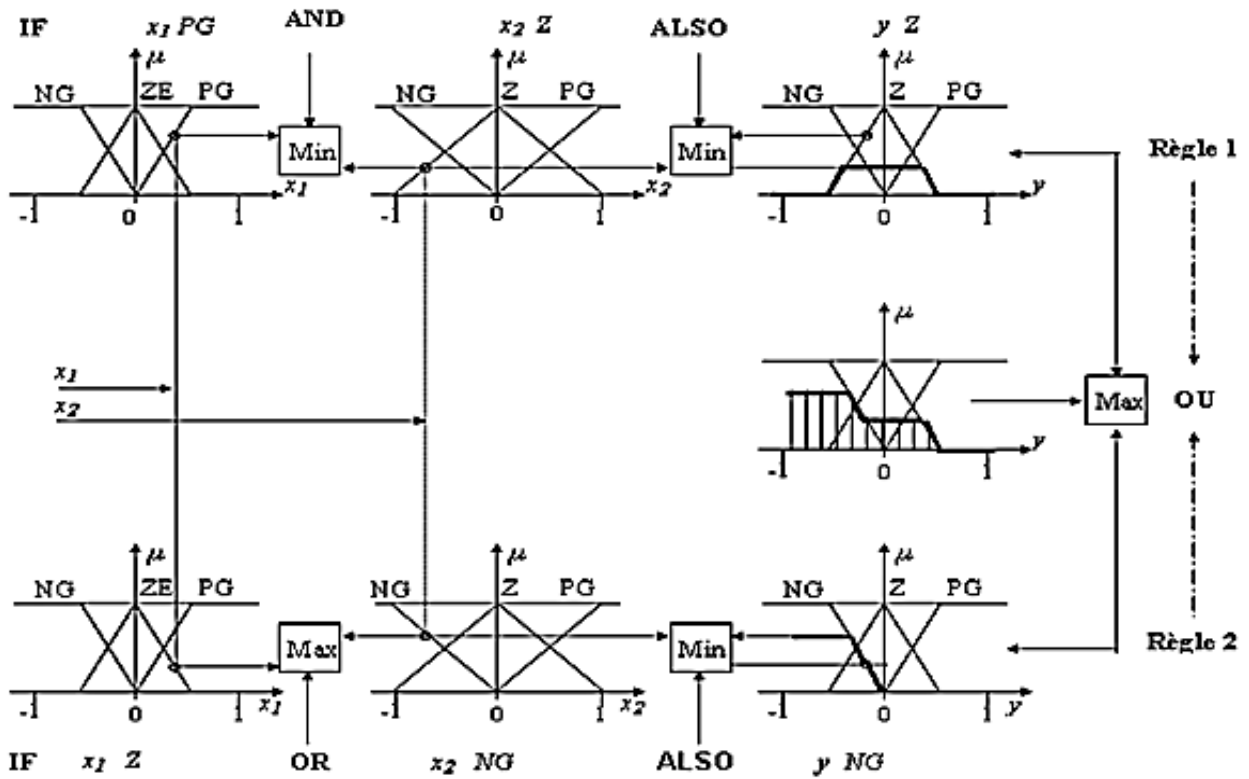 IF x₁ PG AND x₂ Z ALSO y Z
μ μ μ
NG ZE PG NG Z PG NG Z PG
Min Min Règle 1
x₁ x₂ y
-1 0 1 -1 0 1 -1 0 1
μ
x₁
x₂
Max OU
y
-1 0 1
μ μ μ
NG ZE PG NG Z PG NG Z PG
Max Min Règle 2
-1 0 1 x₁ -1 0 1 x₂ -1 0 1 y
IF x₁ Z OR x₂ NG ALSO y NG